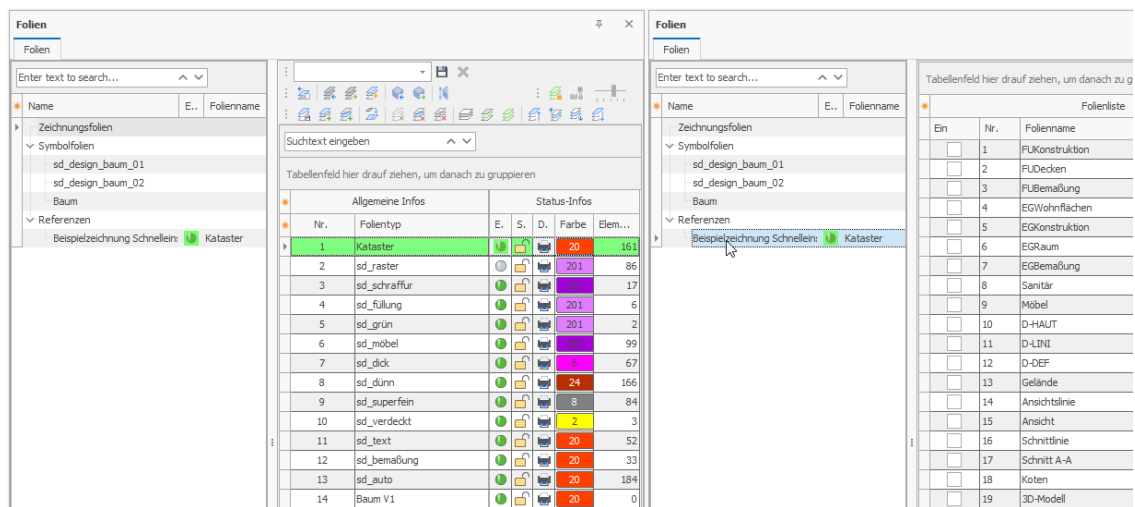 Folien
Folien
Enter text to search...
Name E.. Folienname
Zeichnungsfolien
Symbolfolien
sd_design_baum_01
sd_design_baum_02
Baum
Referenzen
Beispielzeichnung Schnellein: Kataster
Suchtext eingeben
Tabellenfeld hier drauf ziehen, um danach zu gruppieren
Allgemeine Infos Status-Infos
Nr. Folientyp E. S. D. Farbe Elem...
1 Kataster 20 161
2 sd_raster 201 86
3 sd_schraffur 17
4 sd_füllung 201 6
5 sd_grün 201 2
6 sd_möbel 99
7 sd_dick 6 67
8 sd_dünn 24 166
9 sd_superfein 8 84
10 sd_verdeckt 2 3
11 sd_text 20 52
12 sd_bemaßung 20 33
13 sd_auto 20 184
14 Baum V1 20 0
Folien
Folien
Enter text to search...
Name E.. Folienname
Zeichnungsfolien
Symbolfolien
sd_design_baum_01
sd_design_baum_02
Baum
Referenzen
Beispielzeichnung Schnellein: Kataster
Tabellenfeld hier drauf ziehen, um danach zu g
Folienliste
Ein Nr. Folienname
1 FUKonstruktion
2 FUDecken
3 FUBemaßung
4 EGWohnflächen
5 EGKonstruktion
6 EGRaum
7 EGBemaßung
8 Sanitär
9 Möbel
10 D-HAUT
11 D-LINI
12 D-DEF
13 Gelände
14 Ansichtslinie
15 Ansicht
16 Schnittlinie
17 Schnitt A-A
18 Koten
19 3D-Modell